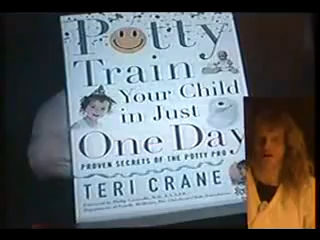 Potty
Train
Your Child
in Just
One Day
PROVEN SECRETS OF THE POTTY PRO
TERI CRANE